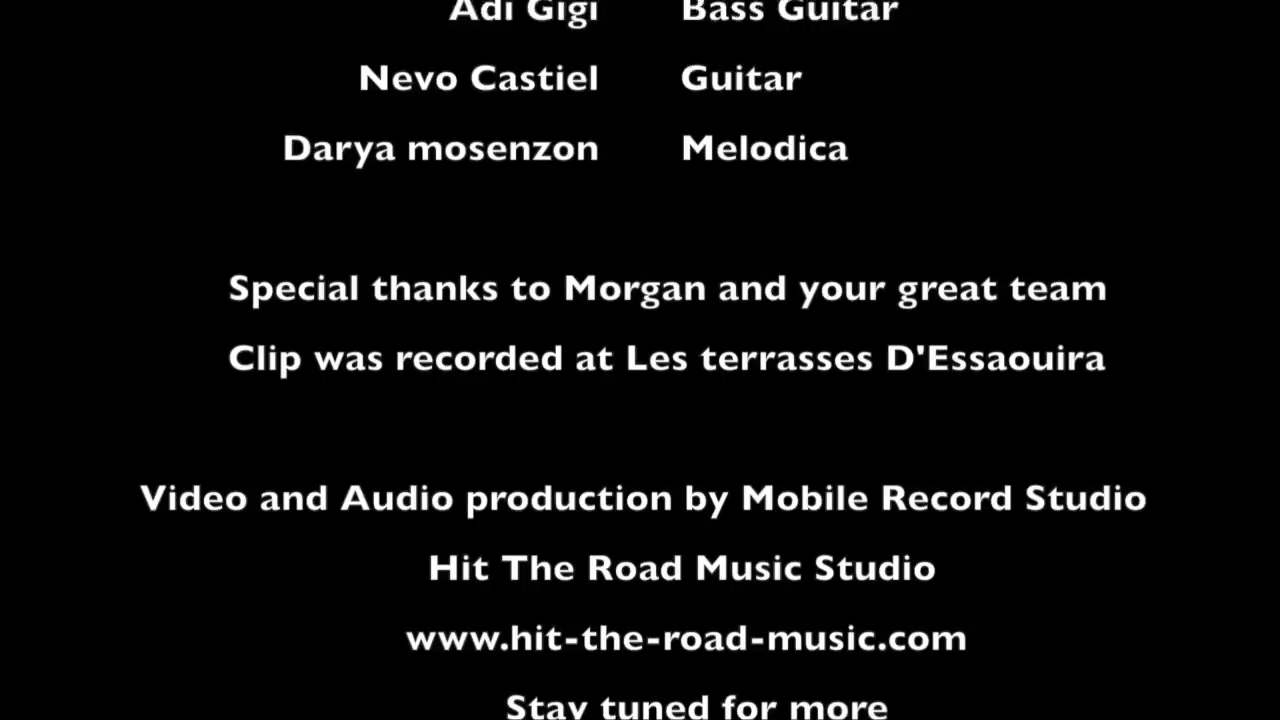 Adi Gigi Bass Guitar
Nevo Castiel Guitar
Darya mosenzon Melodica
Special thanks to Morgan and your great team
Clip was recorded at Les terrasses D'Essaouira
Video and Audio production by Mobile Record Studio
Hit The Road Music Studio
www.hit-the-road-music.com
Stay tuned for more